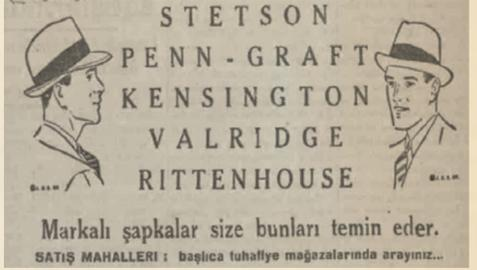 STETSON
PENN-GRAFT
KENSINGTON
VALRIDGE
RITTENHOUSE
Markalı şapkalar size bunları temin eder.
SATIŞ MAHALLERI : başlıca tuhafiye mağazalarında arayınız...